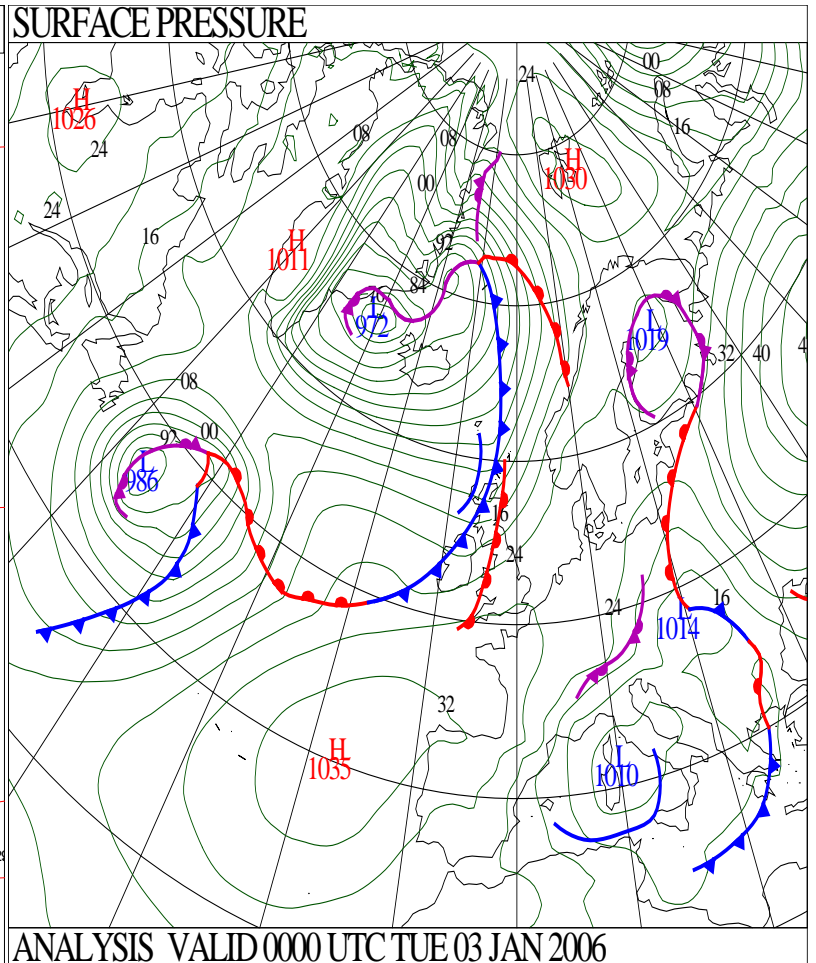 SURFACE PRESSURE
24
00
H
1026
08
16
08
08
24
H
1030
00
24
16
H
1011
92
84
L
972
L
1019
32
40
08
92
00
L
986
16
24
24
16
L
1014
32
H
1035
L
1010
ANALYSIS VALID 0000 UTC TUE 03 JAN 2006